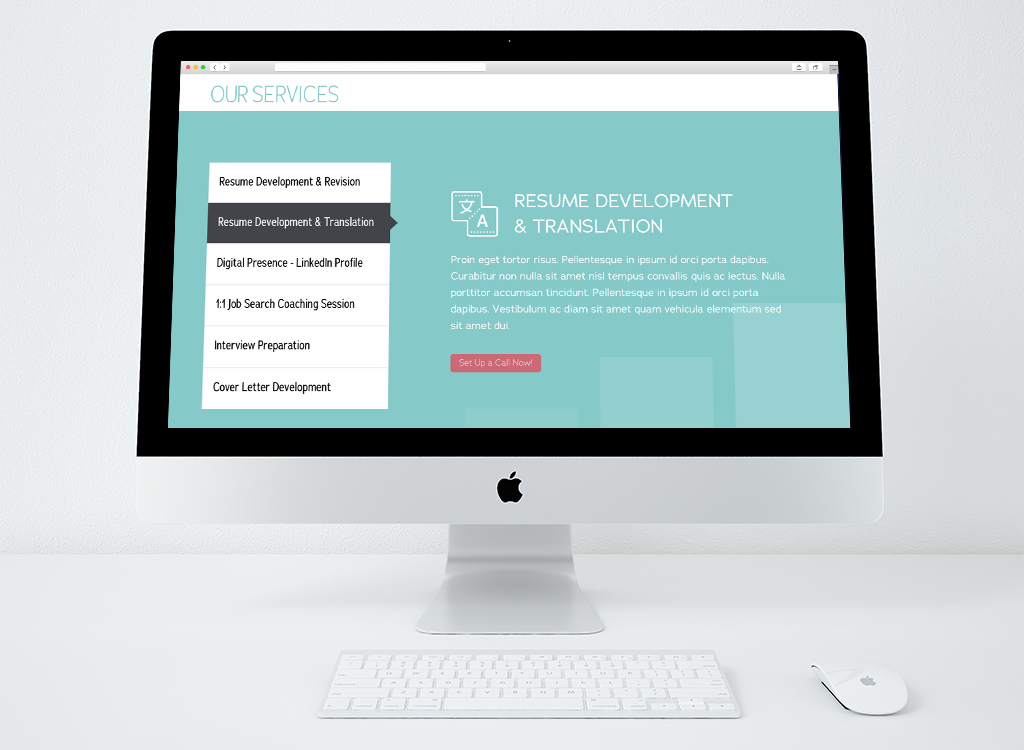 OUR SERVICES
Resume Development & Revision
Resume Development & Translation
Digital Presence - LinkedIn Profile
1:1 Job Search Coaching Session
Interview Preparation
Cover Letter Development
文
A
RESUME DEVELOPMENT
& TRANSLATION
Proin eget tortor risus. Pellentesque in ipsum id orci porta dapibus.
Curabitur non nulla sit amet nisl tempus convallis quis ac lectus. Nulla
porttitor accumsan tincidunt. Pellentesque in ipsum id orci porta
dapibus. Vestibulum ac diam sit amet quam vehicula elementum sed
sit amet dui.
Set Up a Call Now!